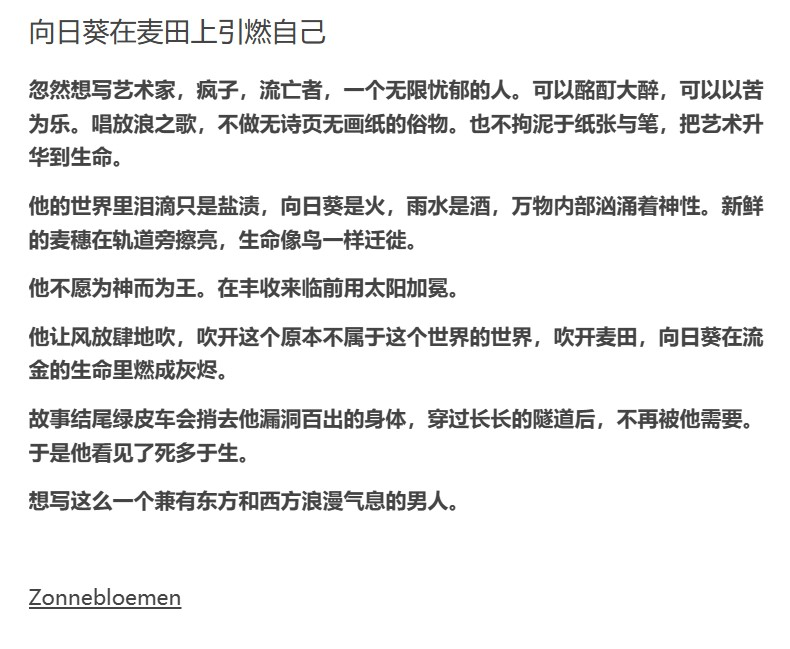 向日葵在麦田上引燃自己
忽然想写艺术家，疯子，流亡者，一个无限忧郁的人。可以酩酊大醉，可以以苦
为乐。唱放浪之歌，不做无诗页无画纸的俗物。也不拘泥于纸张与笔，把艺术升
华到生命。
他的世界里泪滴只是盐渍，向日葵是火，雨水是酒，万物内部汹涌着神性。新鲜
的麦穗在轨道旁擦亮，生命像鸟一样迁徙。
他不愿为神而为王。在丰收来临前用太阳加冕。
他让风放肆地吹，吹开这个原本不属于这个世界的世界，吹开麦田，向日葵在流
金的生命里燃成灰烬。
故事结尾绿皮车会捎去他漏洞百出的身体，穿过长长的隧道后，不再被他需要。
于是他看见了死多于生。
想写这么一个兼有东方和西方浪漫气息的男人。
Zonnebloemen